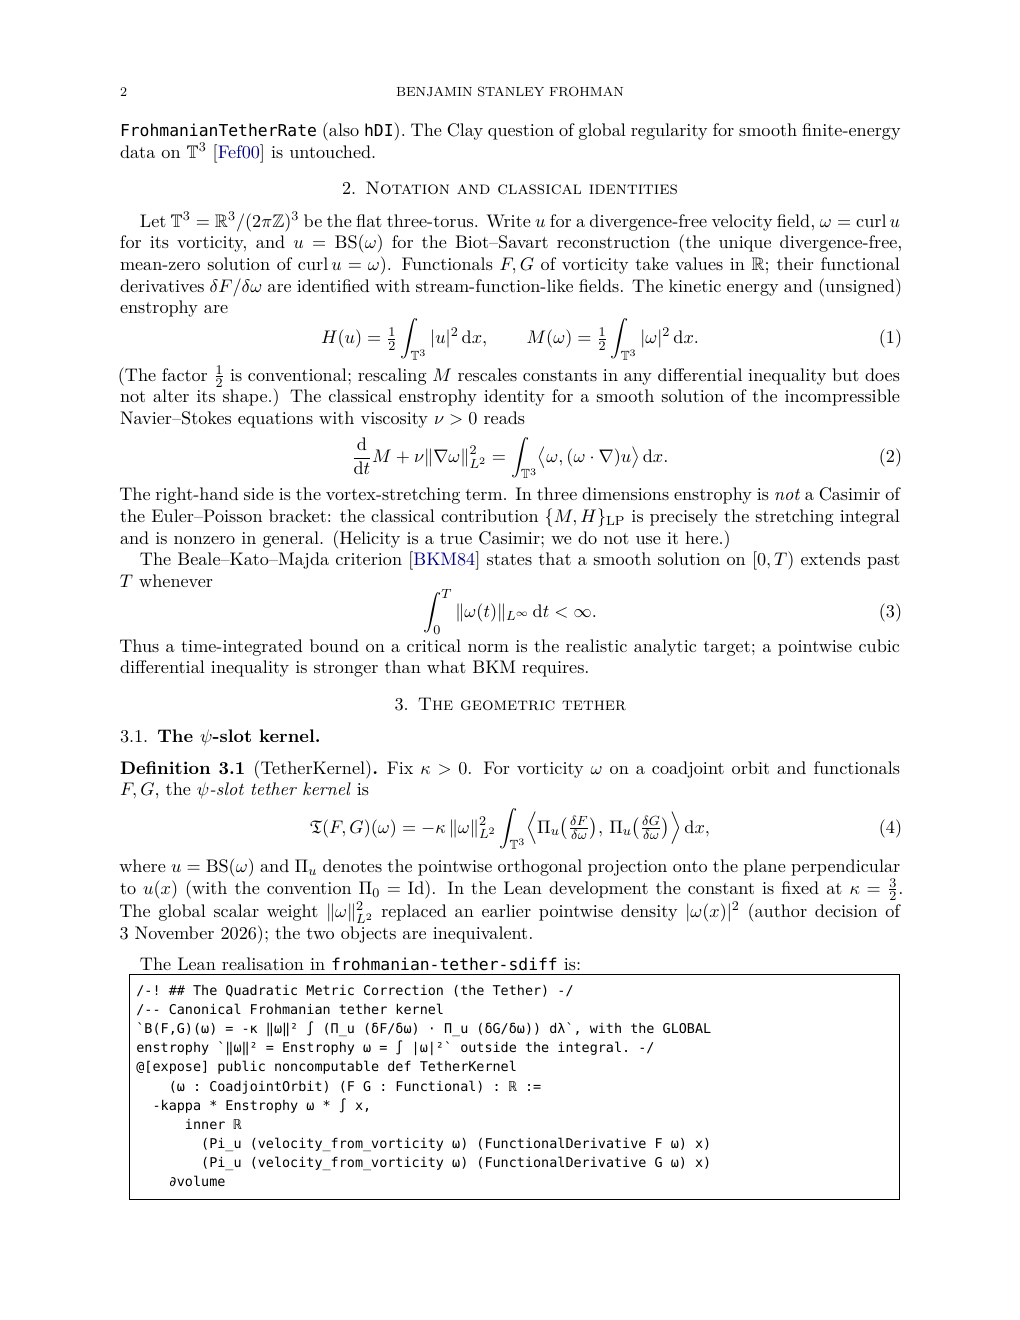 2 BENJAMIN STANLEY FROHMAN
FrohmanianTetherRate (also hDI). The Clay question of global regularity for smooth finite-energy
data on 𝕋³ [Fef00] is untouched.
2. Notation and classical identities
Let 𝕋³ = ℝ³/(2πℤ)³ be the flat three-torus. Write u for a divergence-free velocity field, ω = curl u
for its vorticity, and u = BS(ω) for the Biot–Savart reconstruction (the unique divergence-free,
mean-zero solution of curl u = ω). Functionals F, G of vorticity take values in ℝ; their functional
derivatives δF/δω are identified with stream-function-like fields. The kinetic energy and (unsigned)
enstrophy are
H(u) = ½ ∫_{𝕋³} |u|² dx, M(ω) = ½ ∫_{𝕋³} |ω|² dx. (1)
(The factor ½ is conventional; rescaling M rescales constants in any differential inequality but does
not alter its shape.) The classical enstrophy identity for a smooth solution of the incompressible
Navier–Stokes equations with viscosity ν > 0 reads
d/dt M + ν‖∇ω‖²_{L²} = ∫_{𝕋³} ⟨ω, (ω · ∇)u⟩ dx. (2)
The right-hand side is the vortex-stretching term. In three dimensions enstrophy is not a Casimir of
the Euler–Poisson bracket: the classical contribution {M, H}_{LP} is precisely the stretching integral
and is nonzero in general. (Helicity is a true Casimir; we do not use it here.)
The Beale–Kato–Majda criterion [BKM84] states that a smooth solution on [0, T) extends past
T whenever
∫₀ᵀ ‖ω(t)‖_{L∞} dt < ∞. (3)
Thus a time-integrated bound on a critical norm is the realistic analytic target; a pointwise cubic
differential inequality is stronger than what BKM requires.
3. The geometric tether
3.1. The ψ-slot kernel.
Definition 3.1 (TetherKernel). Fix κ > 0. For vorticity ω on a coadjoint orbit and functionals
F, G, the ψ-slot tether kernel is
𝔗(F, G)(ω) = −κ ‖ω‖²_{L²} ∫_{𝕋³} ⟨Π_u(δF/δω), Π_u(δG/δω)⟩ dx, (4)
where u = BS(ω) and Π_u denotes the pointwise orthogonal projection onto the plane perpendicular
to u(x) (with the convention Π₀ = Id). In the Lean development the constant is fixed at κ = 3/2.
The global scalar weight ‖ω‖²_{L²} replaced an earlier pointwise density |ω(x)|² (author decision of
3 November 2026); the two objects are inequivalent.
The Lean realisation in frohmanian-tether-sdiff is:
/-! ## The Quadratic Metric Correction (the Tether) -/
/-- Canonical Frohmanian tether kernel
`B(F,G)(ω) = -κ ‖ω‖² ∫ (Π_u (δF/δω) · Π_u (δG/δω)) dλ`, with the GLOBAL
enstrophy `‖ω‖² = Enstrophy ω = ∫ |ω|²` outside the integral. -/
@[expose] public noncomputable def TetherKernel
(ω : CoadjointOrbit) (F G : Functional) : ℝ :=
-kappa * Enstrophy ω * ∫ x,
inner ℝ
(Pi_u (velocity_from_vorticity ω) (FunctionalDerivative F ω) x)
(Pi_u (velocity_from_vorticity ω) (FunctionalDerivative G ω) x)
∂volume